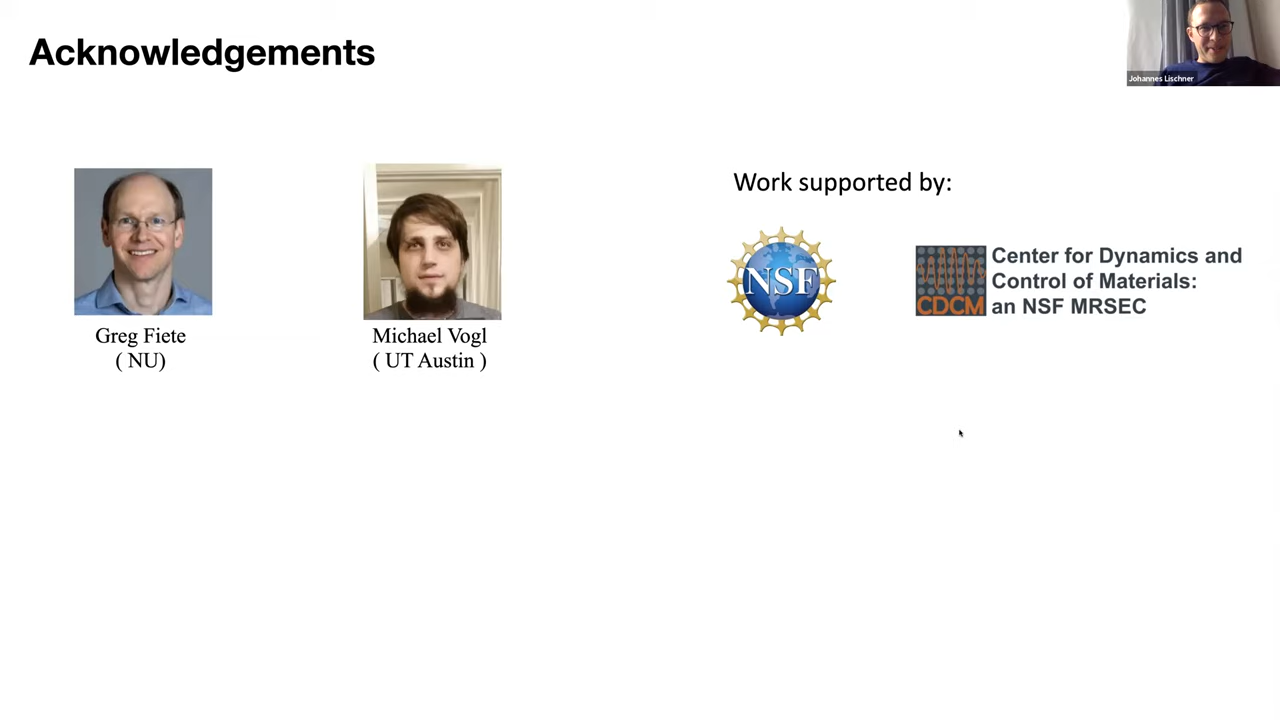 Acknowledgements
Johannes Lischner
Greg Fiete
( NU)
Michael Vogl
( UT Austin )
Work supported by:
NSF
CDCM
Center for Dynamics and
Control of Materials:
an NSF MRSEC